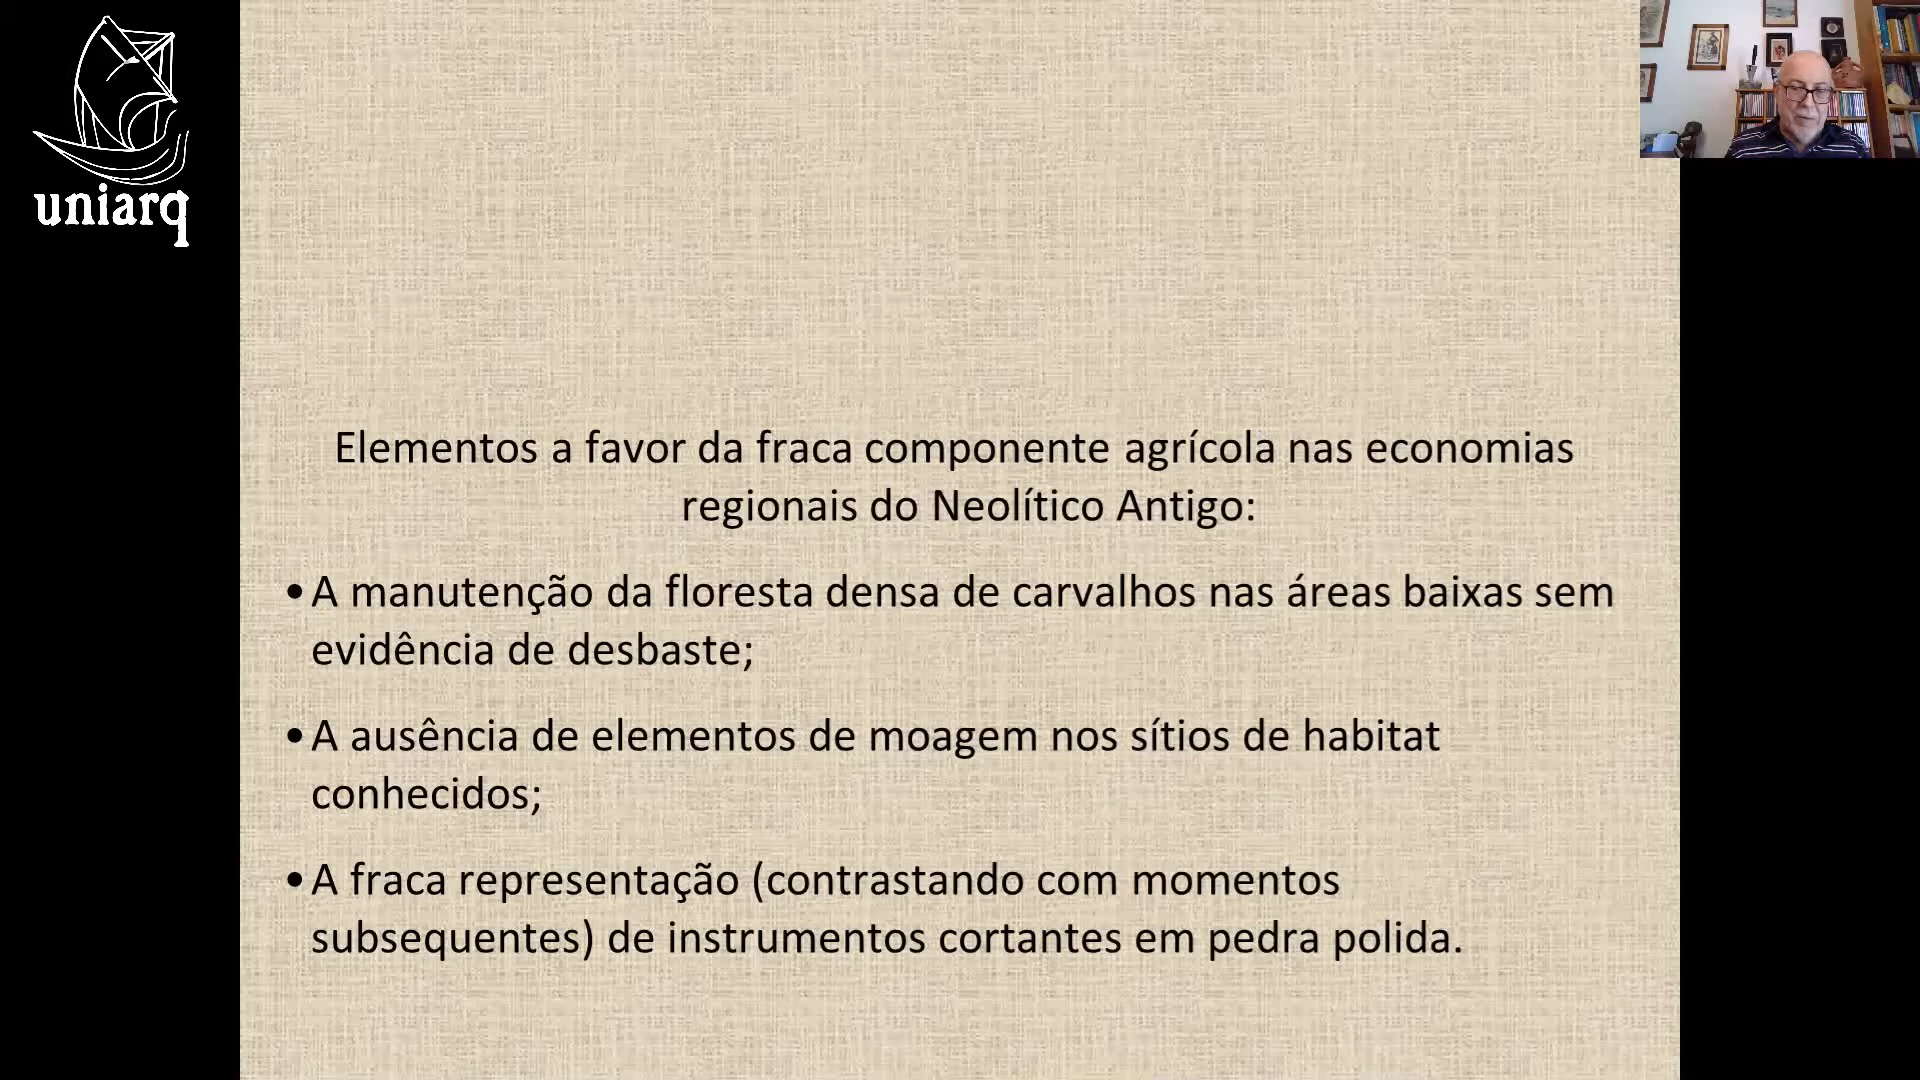 uniarq
Elementos a favor da fraca componente agrícola nas economias
regionais do Neolítico Antigo:
•A manutenção da floresta densa de carvalhos nas áreas baixas sem
evidência de desbaste;
•A ausência de elementos de moagem nos sítios de habitat
conhecidos;
•A fraca representação (contrastando com momentos
subsequentes) de instrumentos cortantes em pedra polida.